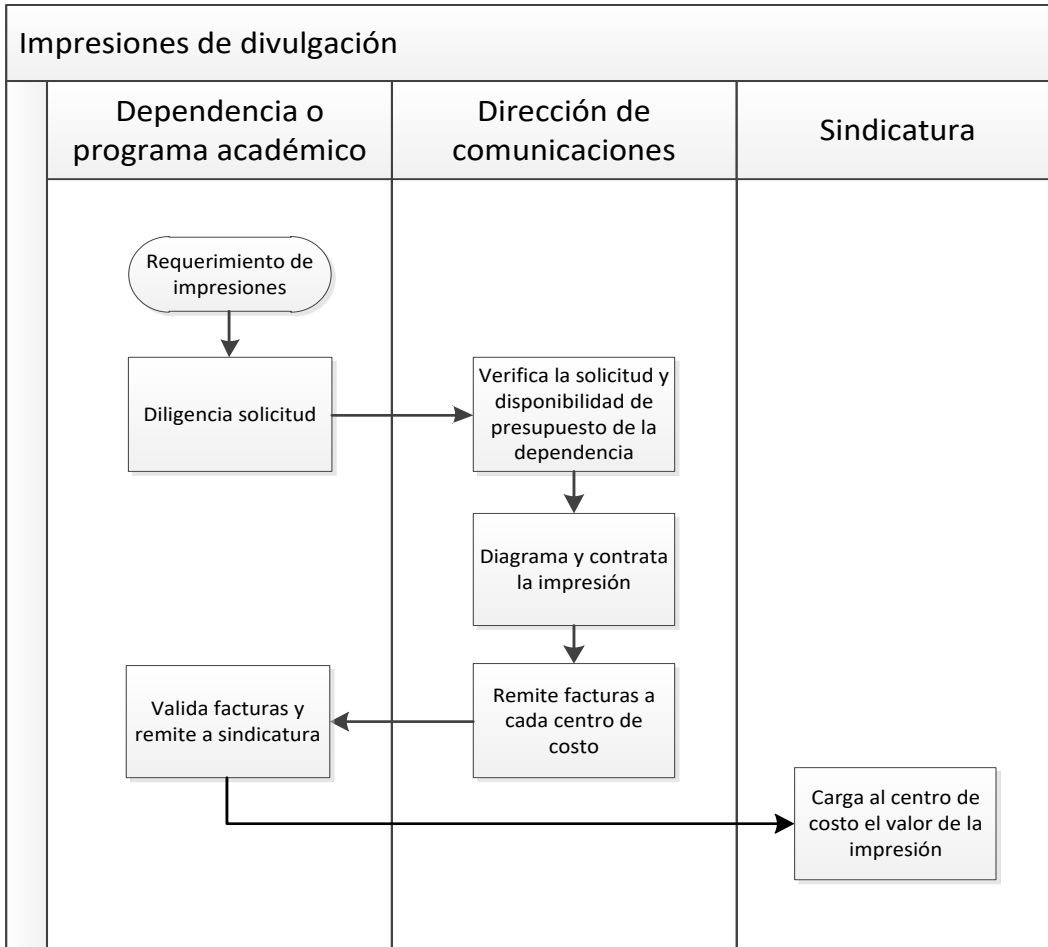 Impresiones de divulgación
Dependencia o
programa académico
Dirección de
comunicaciones
Sindicatura
Requerimiento de
impresiones
Diligencia solicitud
Verifica la solicitud y
disponibilidad de
presupuesto de la
dependencia
Diagrama y contrata
la impresión
Remite facturas a
cada centro de
costo
Valida facturas y
remite a sindicatura
Carga al centro de
costo el valor de la
impresión